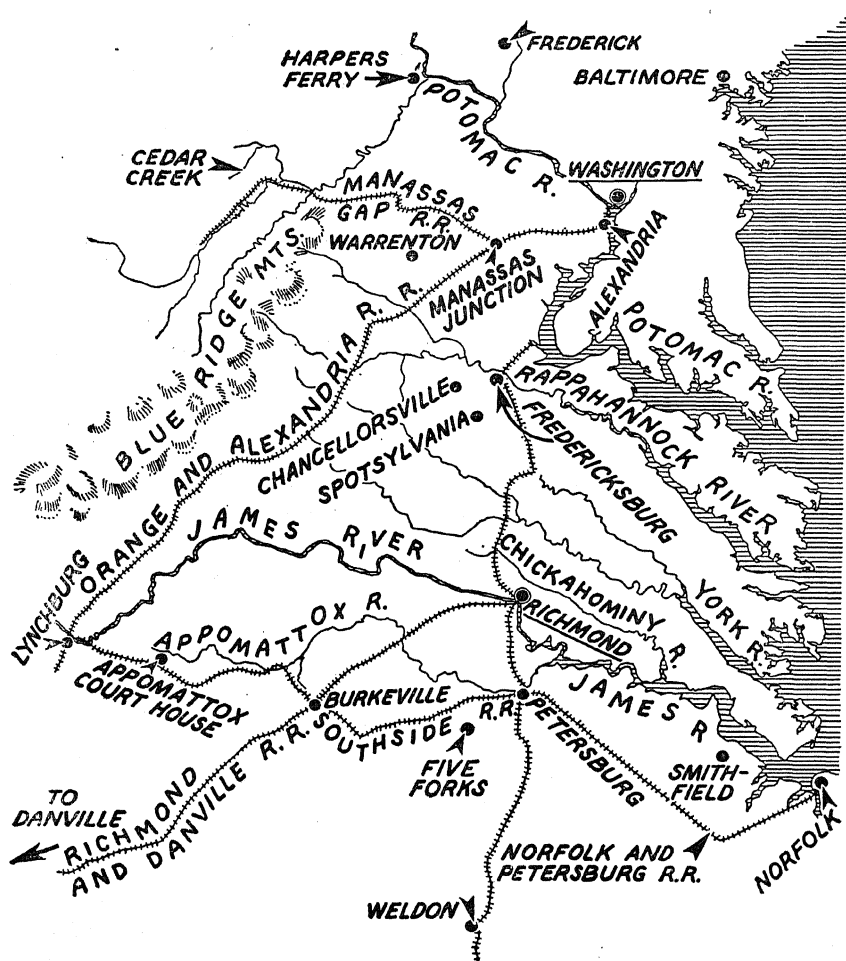 FREDERICK
HARPERS
FERRY
BALTIMORE
POTOMAC R.
CEDAR
CREEK
WASHINGTON
MANASSAS
GAP R.R.
WARRENTON
ALEXANDRIA
MANASSAS
JUNCTION
BLUE RIDGE MTS.
POTOMAC R.
ORANGE AND ALEXANDRIA R. R.
RAPPAHANNOCK RIVER
CHANCELLORSVILLE
SPOTSYLVANIA
FREDERICKSBURG
JAMES RIVER
CHICKAHOMINY R.
YORK R.
LYNCHBURG
APPOMATTOX R.
RICHMOND
APPOMATTOX
COURT HOUSE
BURKEVILLE
JAMES R
SOUTHSIDE R.R.
PETERSBURG
FIVE
FORKS
SMITH-
FIELD
TO
DANVILLE
RICHMOND
AND DANVILLE R.R.
NORFOLK AND
PETERSBURG R.R.
NORFOLK
WELDON